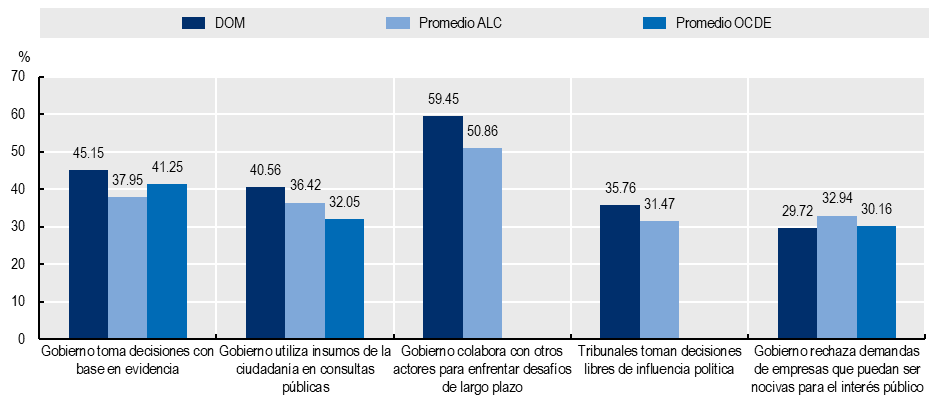 DOM Promedio ALC Promedio OCDE
%
70
60
50
40
30
20
10
0
45.15 37.95 41.25
40.56 36.42 32.05
59.45 50.86
35.76 31.47
29.72 32.94 30.16
Gobierno toma decisiones con
base en evidencia
Gobierno utiliza insumos de la
ciudadanía en consultas
públicas
Gobierno colabora con otros
actores para enfrentar desafíos
de largo plazo
Tribunales toman decisiones
libres de influencia política
Gobierno rechaza demandas
de empresas que puedan ser
nocivas para el interés público